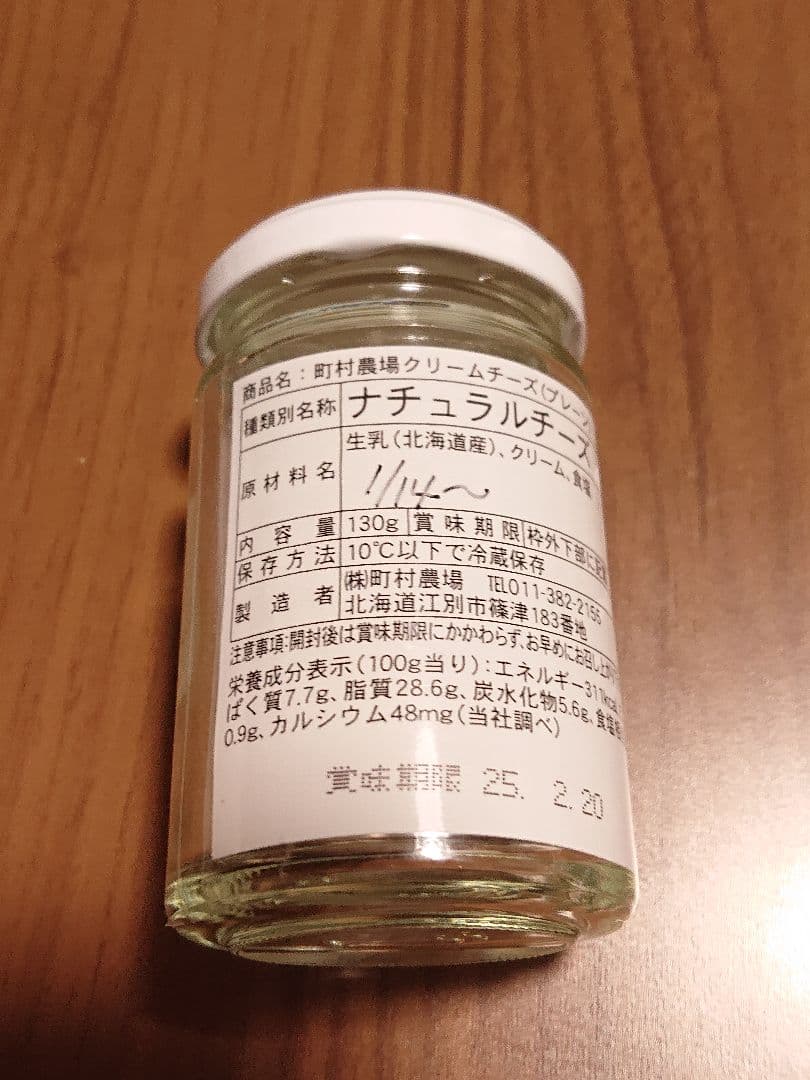 商品名：町村農場クリームチーズ(プレーン
種類別名称 ナチュラルチーズ
原材料名 生乳(北海道産)、クリーム、食塩
1/14〜
内容量 130g 賞味期限 枠外下部に
保存方法 10℃以下で冷蔵保存
製造者 ㈱町村農場 TEL011-382-2155
北海道江別市篠津183番地
注意事項:開封後は賞味期限にかかわらず、お早めにお召し上
栄養成分表示(100g当り)：エネルギー311kcal、
ぱく質7.7g、脂質28.6g、炭水化物5.6g、食塩
0.9g、カルシウム48mg(当社調べ)
賞味期限 25. 2.20